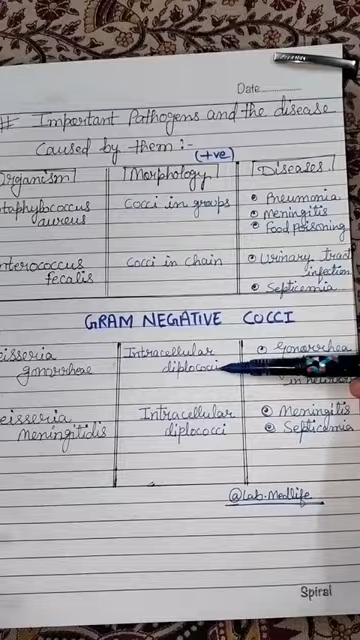 Date
# Important Pathogens and the disease
Caused by them :-
(+ve)
Organism Morphology Diseases
taphylococcus Cocci in groups Pneumonia
aureus Meningitis
Food poisoning
nterococcus Cocci in chain Urinary tract
fecalis infection
Septicemia
GRAM NEGATIVE COCCI
eisseria Intracellular Gonorrhoea
gonorrheae diplococci
in
eisseria Intracellular Meningitis
Meningitidis diplococci Septicemia
@Lab.Medlife
Spiral